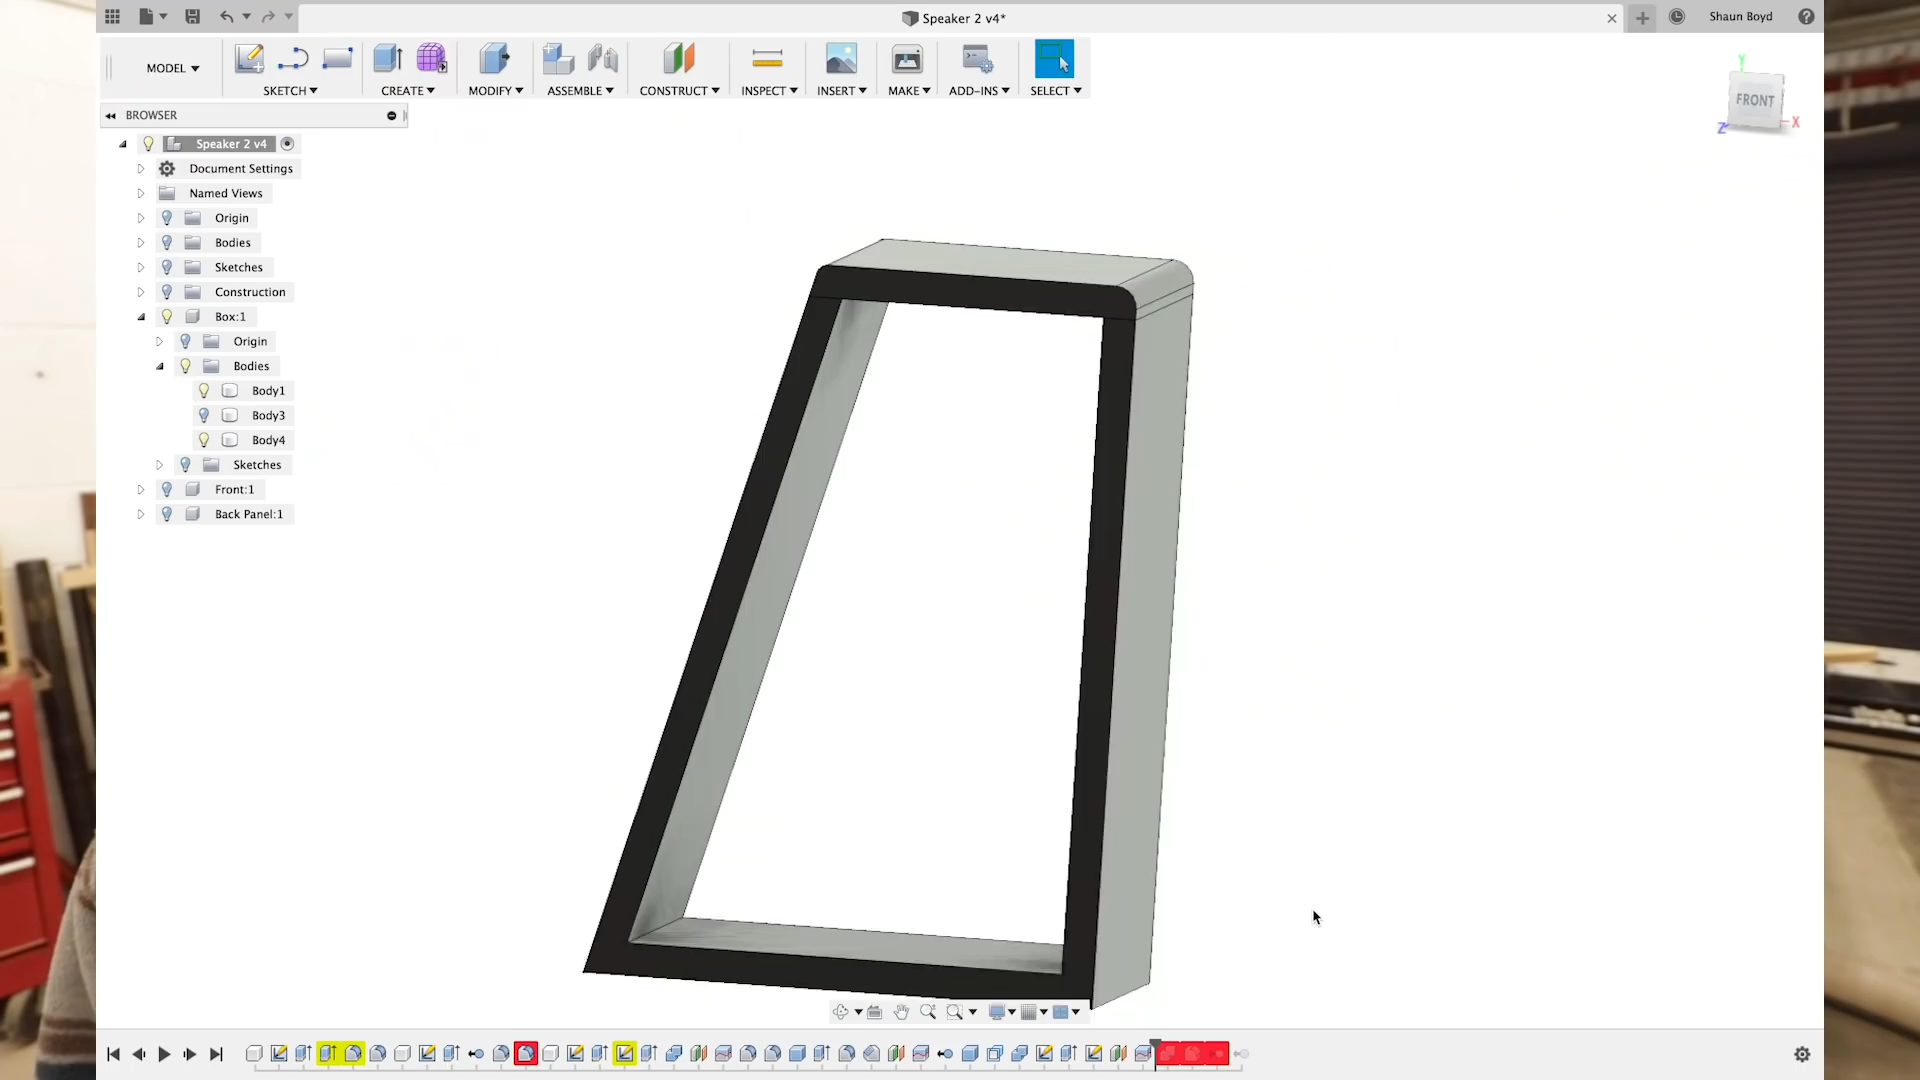 Speaker 2 v4*
Shaun Boyd
MODEL
SKETCH
CREATE
MODIFY
ASSEMBLE
CONSTRUCT
INSPECT
INSERT
MAKE
ADD-INS
SELECT
BROWSER
Speaker 2 v4
Document Settings
Named Views
Origin
Bodies
Sketches
Construction
Box:1
Origin
Bodies
Body1
Body3
Body4
Sketches
Front:1
Back Panel:1
Y
FRONT
Z
X